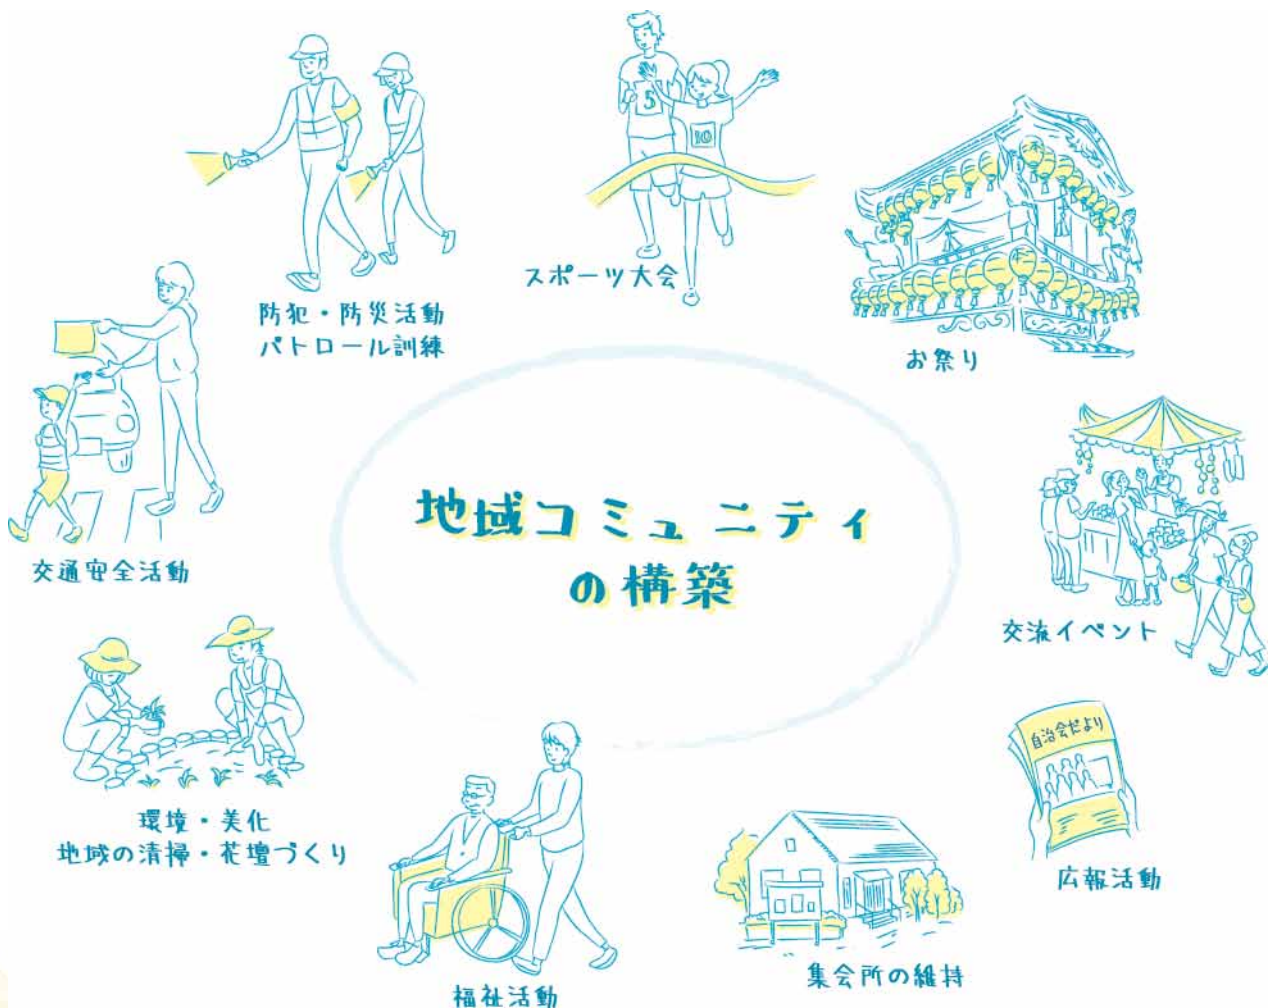 地域コミュニティ
の構築
スポーツ大会
5
10
お祭り
交流イベント
自治会だより
広報活動
集会所の維持
福祉活動
環境・美化
地域の清掃・花壇づくり
交通安全活動
防犯・防災活動
パトロール訓練